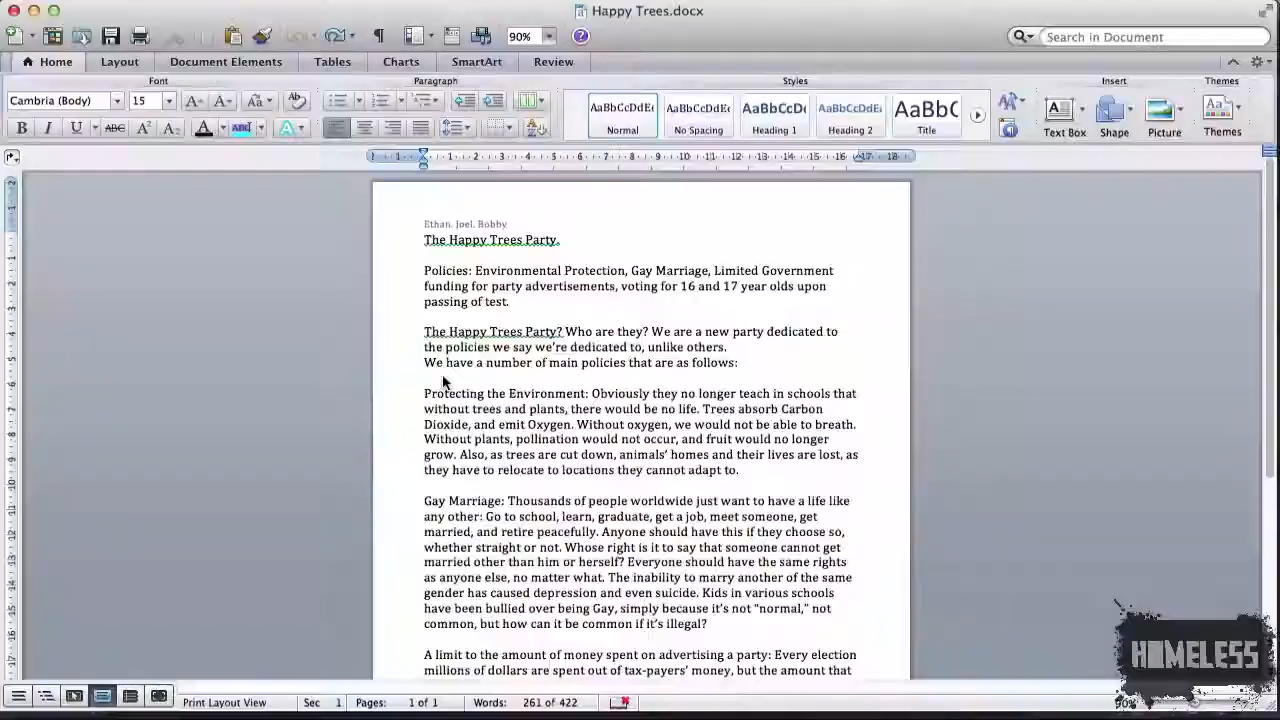 Happy Trees.docx
90%
Search in Document
Home Layout Document Elements Tables Charts SmartArt Review
Font Paragraph Styles Insert Themes
Cambria (Body) 15
AaBbCcDdEe AaBbCcDdEe AaBbCcDc AaBbCcDdEe AaBbC
Normal No Spacing Heading 1 Heading 2 Title
Text Box Shape Picture Themes
Ethan. Joel. Bobby
The Happy Trees Party.
Policies: Environmental Protection, Gay Marriage, Limited Government
funding for party advertisements, voting for 16 and 17 year olds upon
passing of test.
The Happy Trees Party? Who are they? We are a new party dedicated to
the policies we say we're dedicated to, unlike others.
We have a number of main policies that are as follows:
Protecting the Environment: Obviously they no longer teach in schools that
without trees and plants, there would be no life. Trees absorb Carbon
Dioxide, and emit Oxygen. Without oxygen, we would not be able to breath.
Without plants, pollination would not occur, and fruit would no longer
grow. Also, as trees are cut down, animals' homes and their lives are lost, as
they have to relocate to locations they cannot adapt to.
Gay Marriage: Thousands of people worldwide just want to have a life like
any other: Go to school, learn, graduate, get a job, meet someone, get
married, and retire peacefully. Anyone should have this if they choose so,
whether straight or not. Whose right is it to say that someone cannot get
married other than him or herself? Everyone should have the same rights
as anyone else, no matter what. The inability to marry another of the same
gender has caused depression and even suicide. Kids in various schools
have been bullied over being Gay, simply because it's not "normal," not
common, but how can it be common if it's illegal?
A limit to the amount of money spent on advertising a party: Every election
millions of dollars are spent out of tax-payers' money, but the amount that
HOMELESS
Print Layout View Sec 1 Pages: 1 of 1 Words: 261 of 422 90%